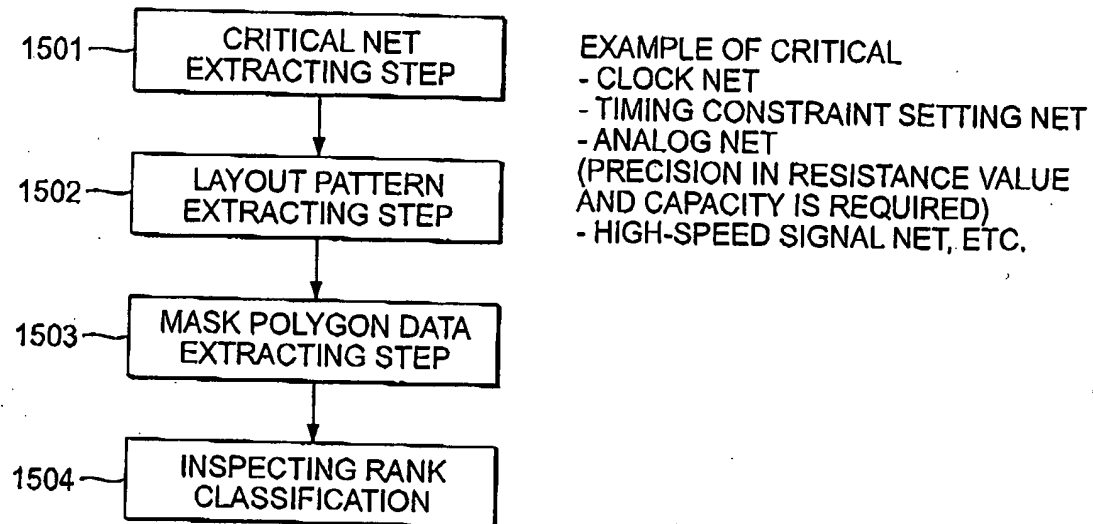 1501
CRITICAL NET
EXTRACTING STEP
1502
LAYOUT PATTERN
EXTRACTING STEP
1503
MASK POLYGON DATA
EXTRACTING STEP
1504
INSPECTING RANK
CLASSIFICATION
EXAMPLE OF CRITICAL
- CLOCK NET
- TIMING CONSTRAINT SETTING NET
- ANALOG NET
(PRECISION IN RESISTANCE VALUE
AND CAPACITY IS REQUIRED)
- HIGH-SPEED SIGNAL NET, ETC.